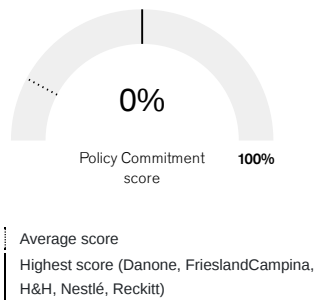 0%
Policy Commitment
score
100%
Average score
Highest score (Danone, FrieslandCampina,
H&H, Nestlé, Reckitt)